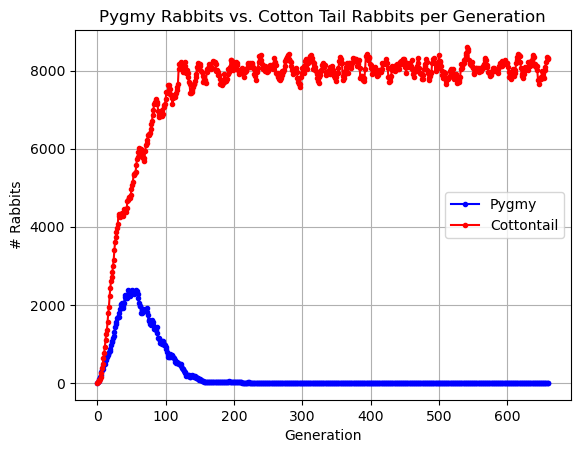 Pygmy Rabbits vs. Cotton Tail Rabbits per Generation
8000
6000
4000
2000
0
# Rabbits
Pygmy
Cottontail
0 100 200 300 400 500 600
Generation